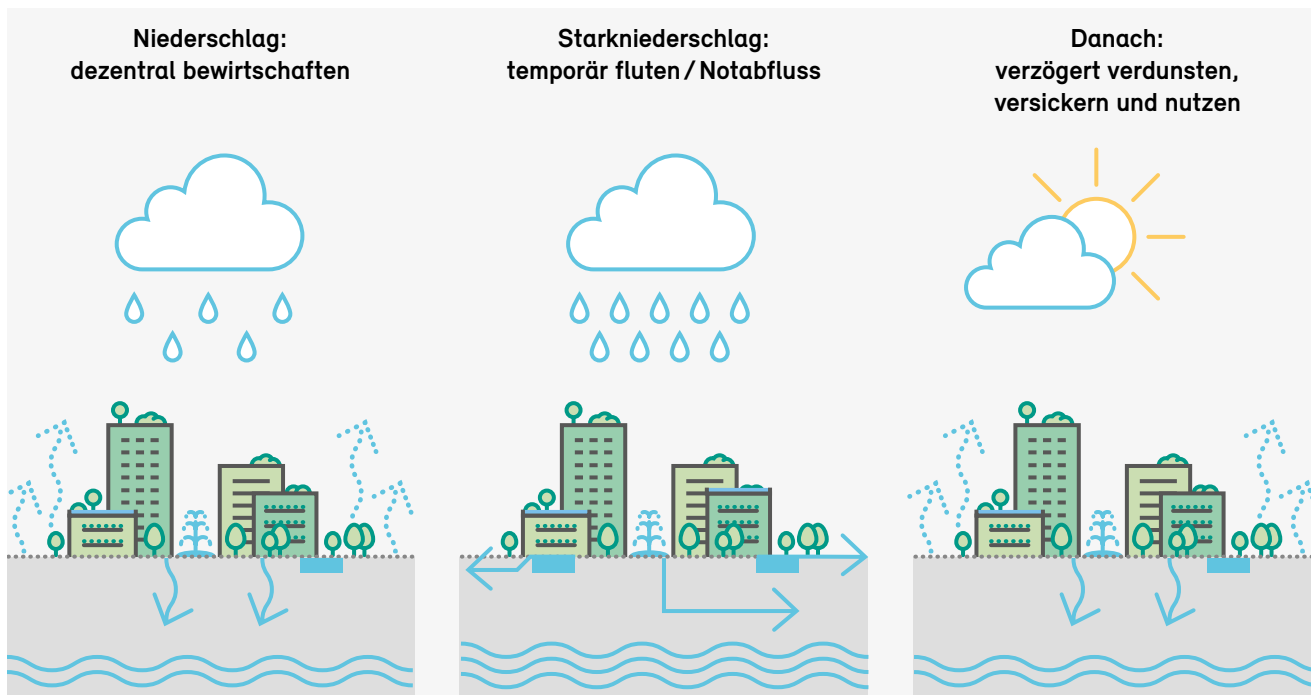 Niederschlag:
dezentral bewirtschaften
Starkniederschlag:
temporär fluten / Notabfluss
Danach:
verzögert verdunsten,
versickern und nutzen